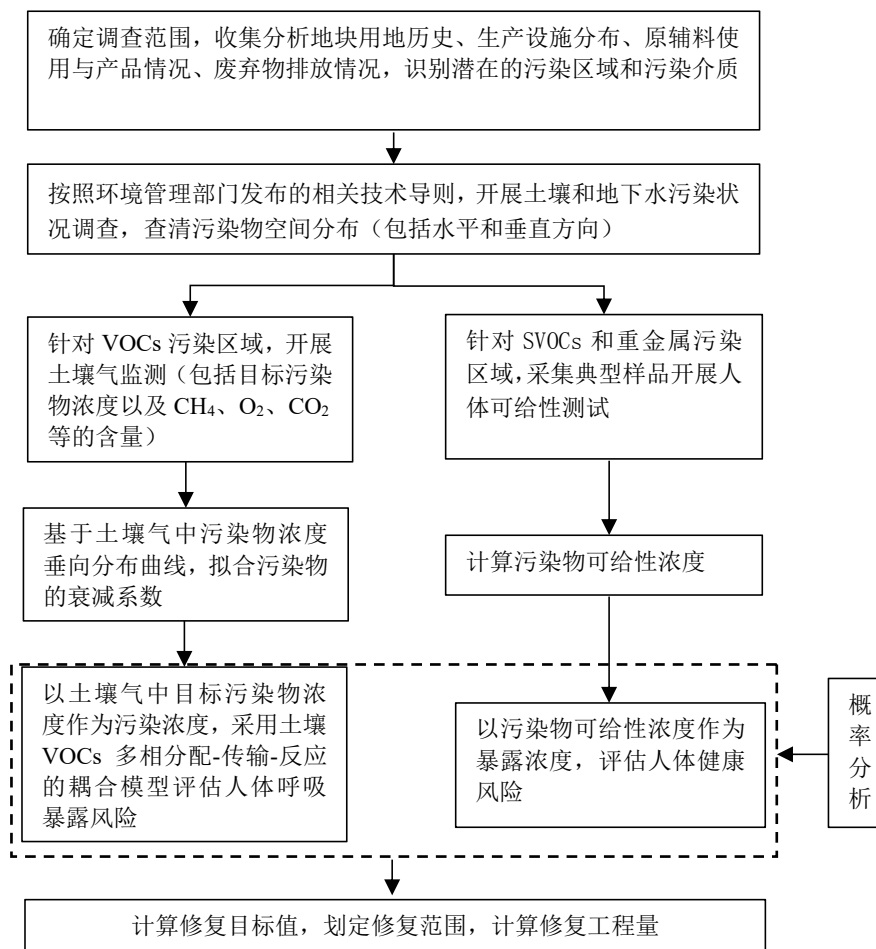 确定调查范围，收集分析地块用地历史、生产设施分布、原辅料使
用与产品情况、废弃物排放情况，识别潜在的污染区域和污染介质
按照环境管理部门发布的相关技术导则，开展土壤和地下水污染状
况调查，查清污染物空间分布（包括水平和垂直方向）
针对 VOCs 污染区域，开展
土壤气监测（包括目标污染
物浓度以及 CH₄、O₂、CO₂
等的含量）
针对 SVOCs 和重金属污染
区域，采集典型样品开展人
体可给性测试
基于土壤气中污染物浓度
垂向分布曲线，拟合污染物
的衰减系数
计算污染物可给性浓度
以土壤气中目标污染物浓
度作为污染浓度，采用土壤
VOCs 多相分配-传输-反应
的耦合模型评估人体呼吸
暴露风险
以污染物可给性浓度作为
暴露浓度，评估人体健康
风险
概
率
分
析
计算修复目标值，划定修复范围，计算修复工程量